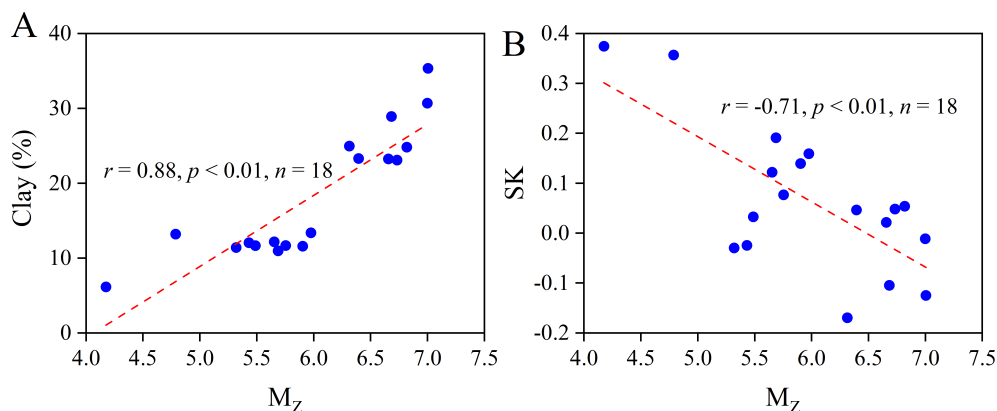 A
40
30
20
10
0
Clay (%)
r = 0.88, p < 0.01, n = 18
4.0 4.5 5.0 5.5 6.0 6.5 7.0 7.5
M_Z
B
0.4
0.3
0.2
0.1
0.0
-0.1
-0.2
SK
r = -0.71, p < 0.01, n = 18
4.0 4.5 5.0 5.5 6.0 6.5 7.0 7.5
M_Z